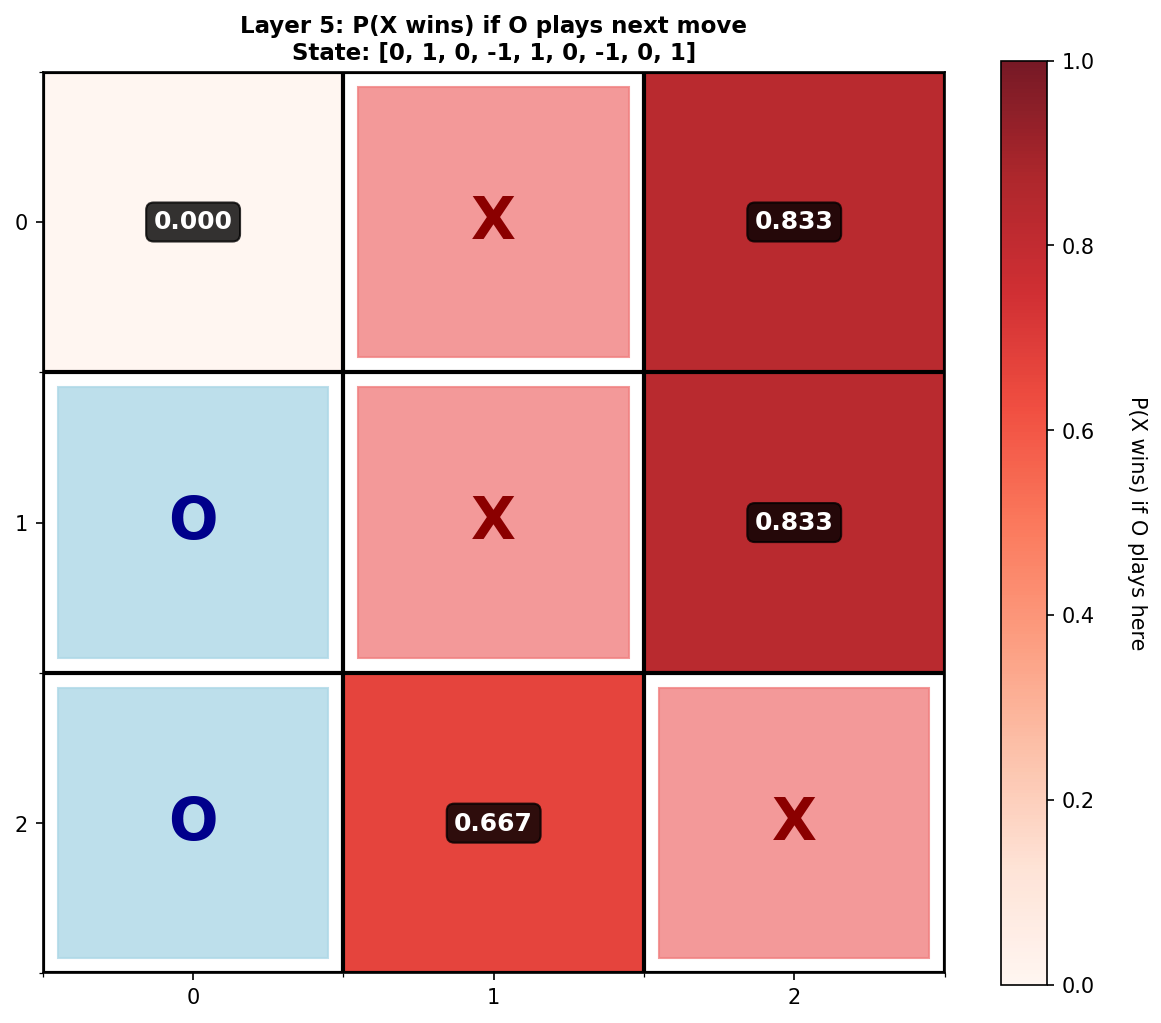 Layer 5: P(X wins) if O plays next move
State: [0, 1, 0, -1, 1, 0, -1, 0, 1]
0
0.000
X
0.833
1
O
X
0.833
2
O
0.667
X
0
1
2
1.0
0.8
0.6
0.4
0.2
0.0
P(X wins) if O plays here